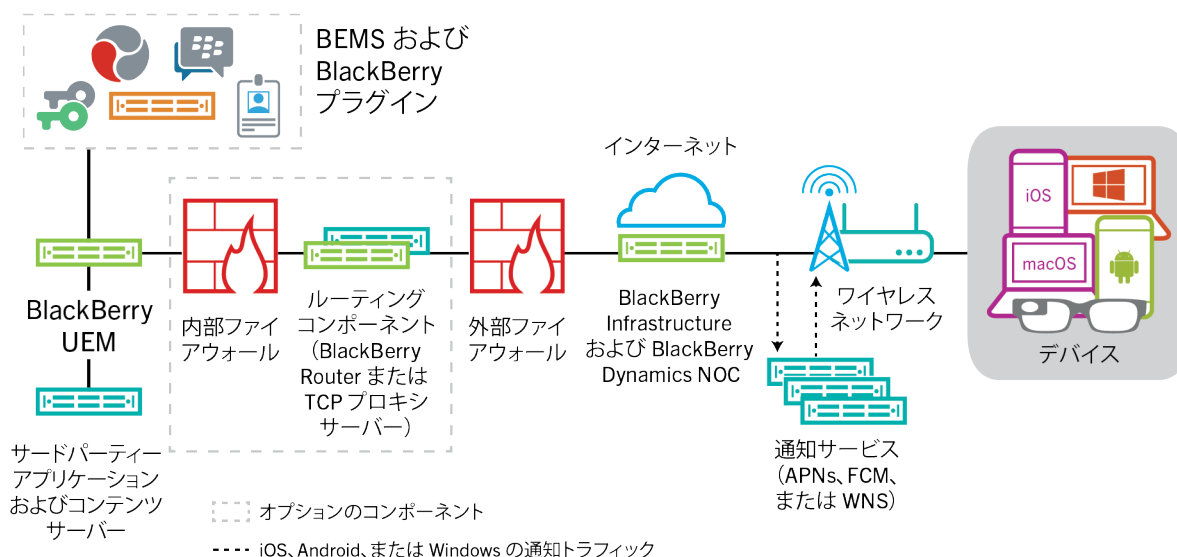 BEMS および
BlackBerry
プラグイン
BlackBerry
UEM
サードパーティー
アプリケーション
およびコンテンツ
サーバー
内部ファイ
アウォール
ルーティング
コンポーネント
（BlackBerry
Router または
TCP プロキシ
サーバー）
外部ファイ
アウォール
インターネット
BlackBerry
Infrastructure
および BlackBerry
Dynamics NOC
ワイヤレス
ネットワーク
通知サービス
（APNs、FCM、
または WNS）
iOS
macOS
デバイス
オプションのコンポーネント
iOS、Android、または Windows の通知トラフィック